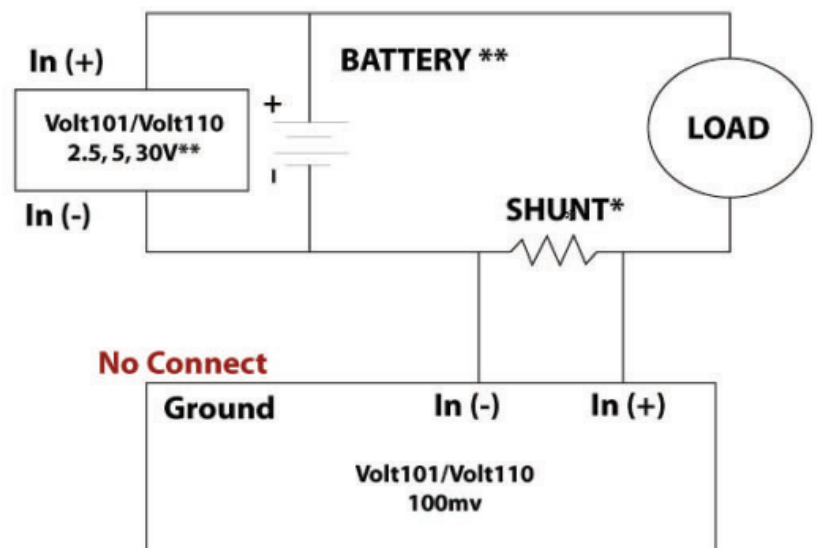 In (+)
BATTERY **
Volt101/Volt110
2.5, 5, 30V**
+
-
In (-)
LOAD
SHUNT*
No Connect
Ground
In (-)
In (+)
Volt101/Volt110
100mv